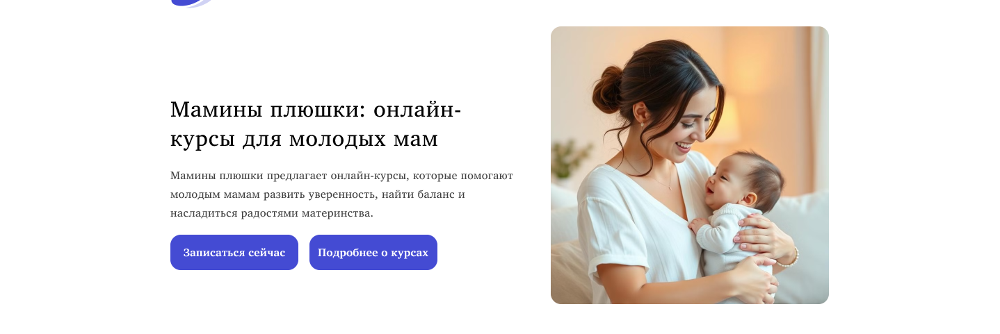 Мамины плюшки: онлайн-
курсы для молодых мам
Мамины плюшки предлагает онлайн-курсы, которые помогают
молодым мамам развить уверенность, найти баланс и
насладиться радостями материнства.
Записаться сейчас
Подробнее о курсах